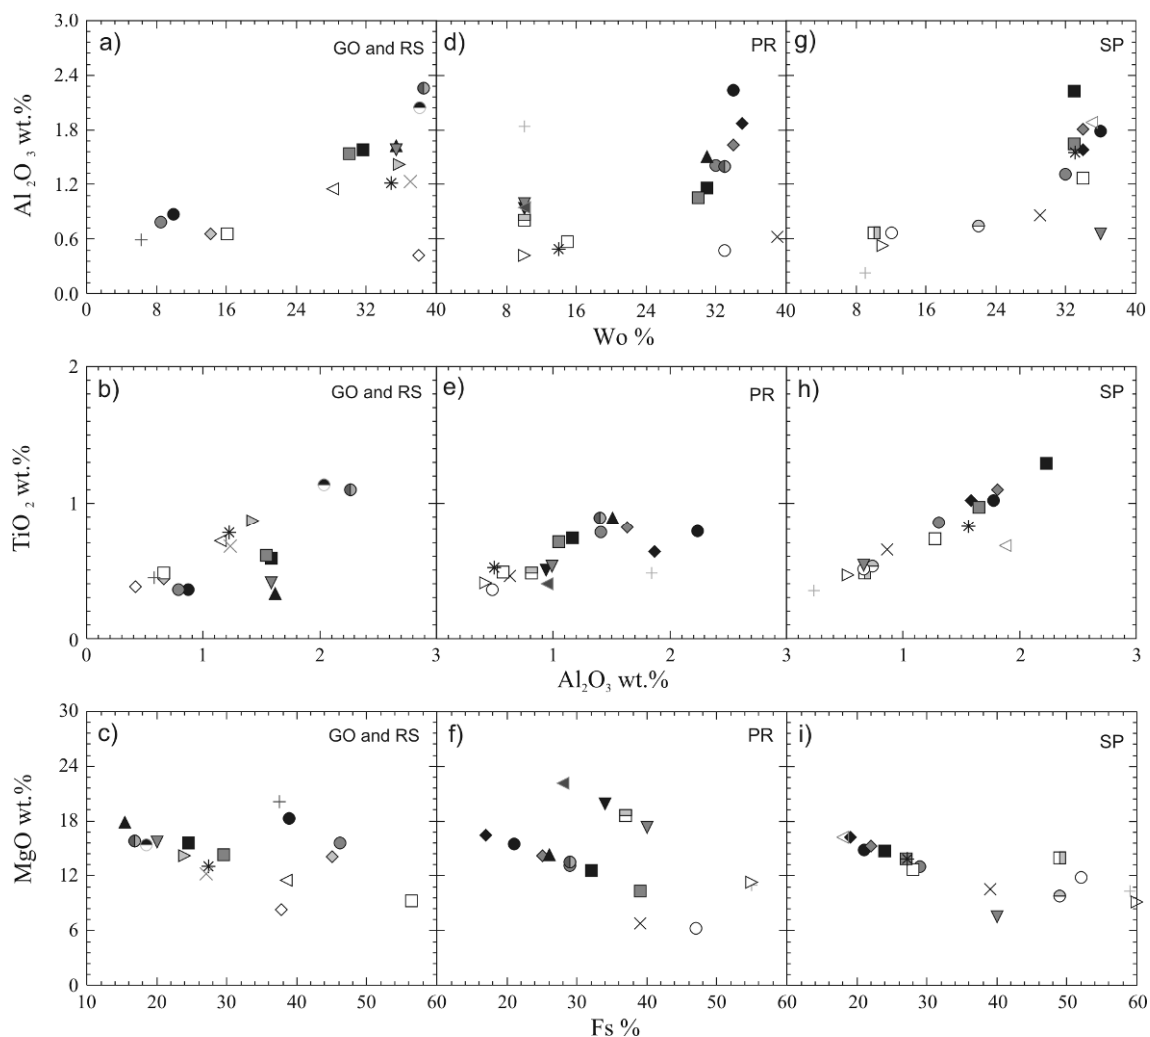 a) GO and RS d) PR g) SP
3.0
2.4
1.8
1.2
0.6
0.0
Al₂O₃ wt.%
0 8 16 24 32 40 8 16 24 32 40 8 16 24 32 40
Wo %
b) GO and RS e) PR h) SP
2
1
0
TiO₂ wt.%
0 1 2 3 1 2 3 1 2 3
Al₂O₃ wt.%
c) GO and RS f) PR i) SP
30
24
18
12
6
0
MgO wt.%
10 20 30 40 50 60 20 30 40 50 60 20 30 40 50 60
Fs %